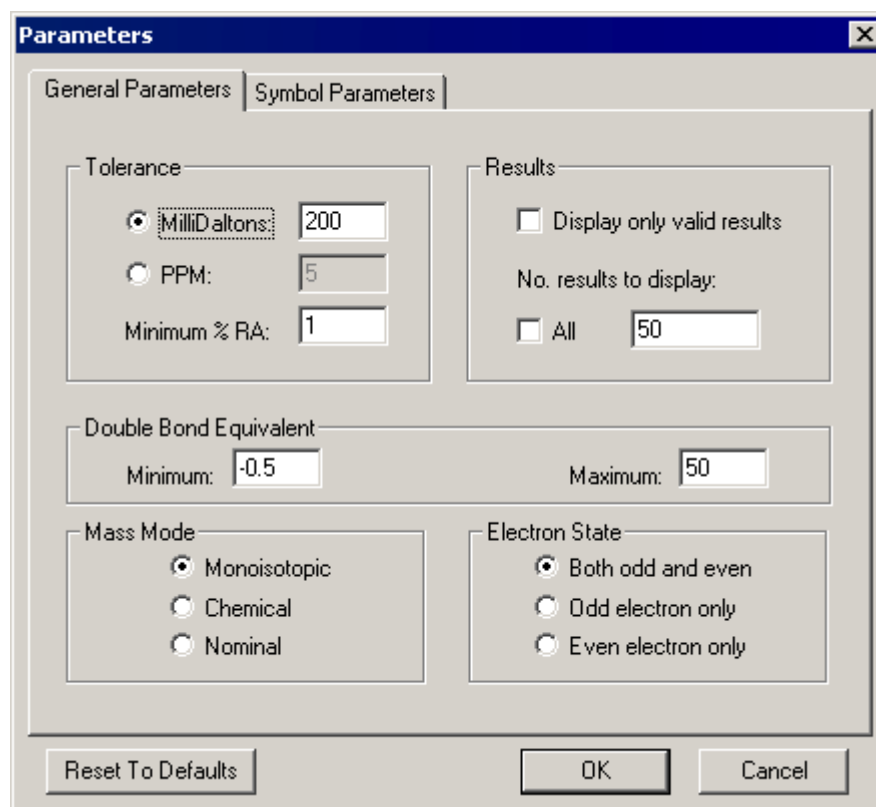 Parameters
General Parameters
Symbol Parameters
Tolerance
MilliDaltons: 200
PPM: 5
Minimum % RA: 1
Results
Display only valid results
No. results to display:
All 50
Double Bond Equivalent
Minimum: -0.5
Maximum: 50
Mass Mode
Monoisotopic
Chemical
Nominal
Electron State
Both odd and even
Odd electron only
Even electron only
Reset To Defaults
OK
Cancel